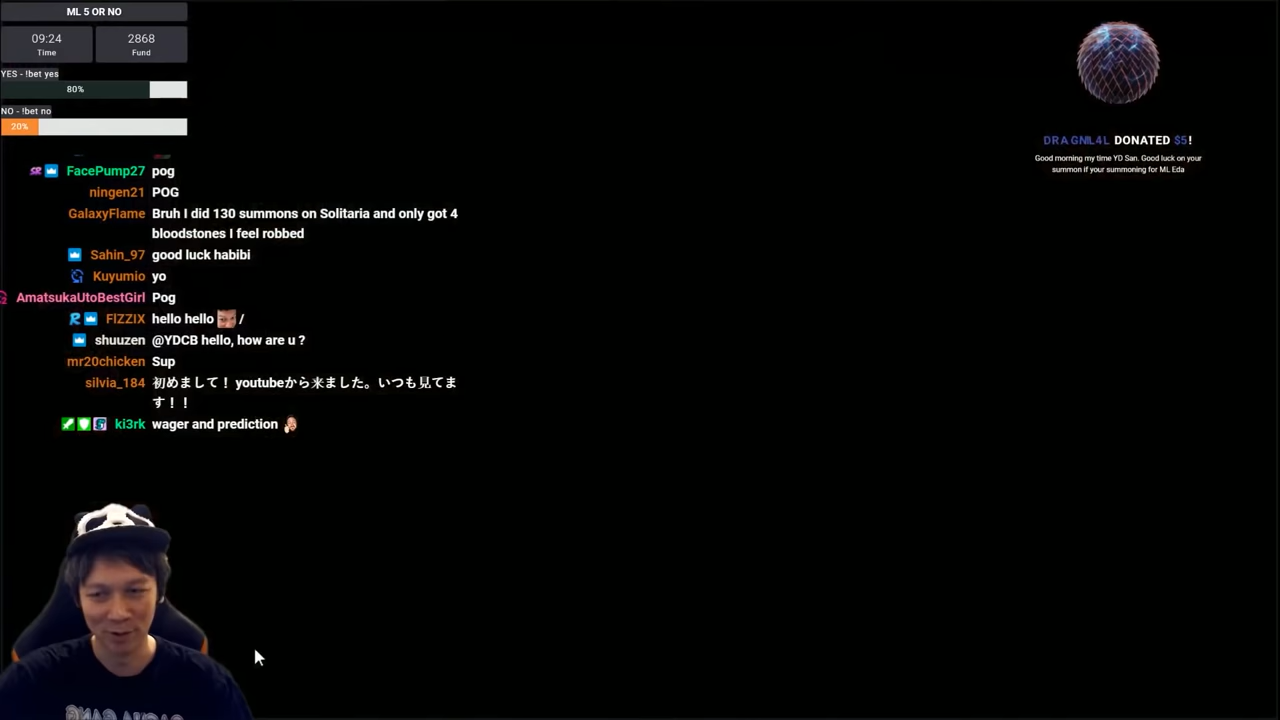 ML 5 OR NO
09:24
Time
2868
Fund
YES - !bet yes
80%
NO - !bet no
20%
FacePump27 pog
ningen21 POG
GalaxyFlame Bruh I did 130 summons on Solitaria and only got 4
bloodstones I feel robbed
Sahin_97 good luck habibi
Kuyumio yo
AmatsukaUtoBestGirl Pog
FIZZIX hello hello /
shuuzen @YDCB hello, how are u ?
mr20chicken Sup
silvia_184 初めまして！ youtubeから来ました。いつも見てま
す！！
ki3rk wager and prediction
DRAGNIL4L DONATED $5!
Good morning my time YD San. Good luck on your
summon if your summoning for ML Eda